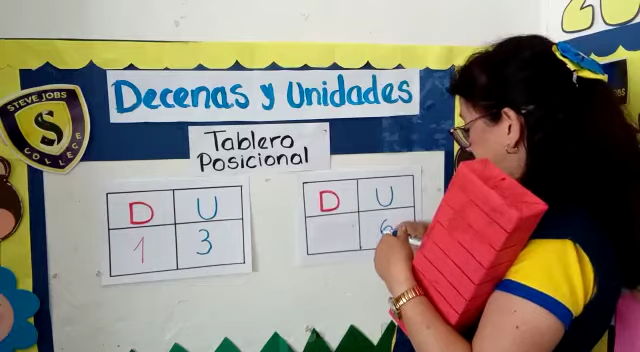 STEVE JOBS
S
COLLEGE
Decenas y Unidades
Tablero
Posicional
D U
1 3
D U
6